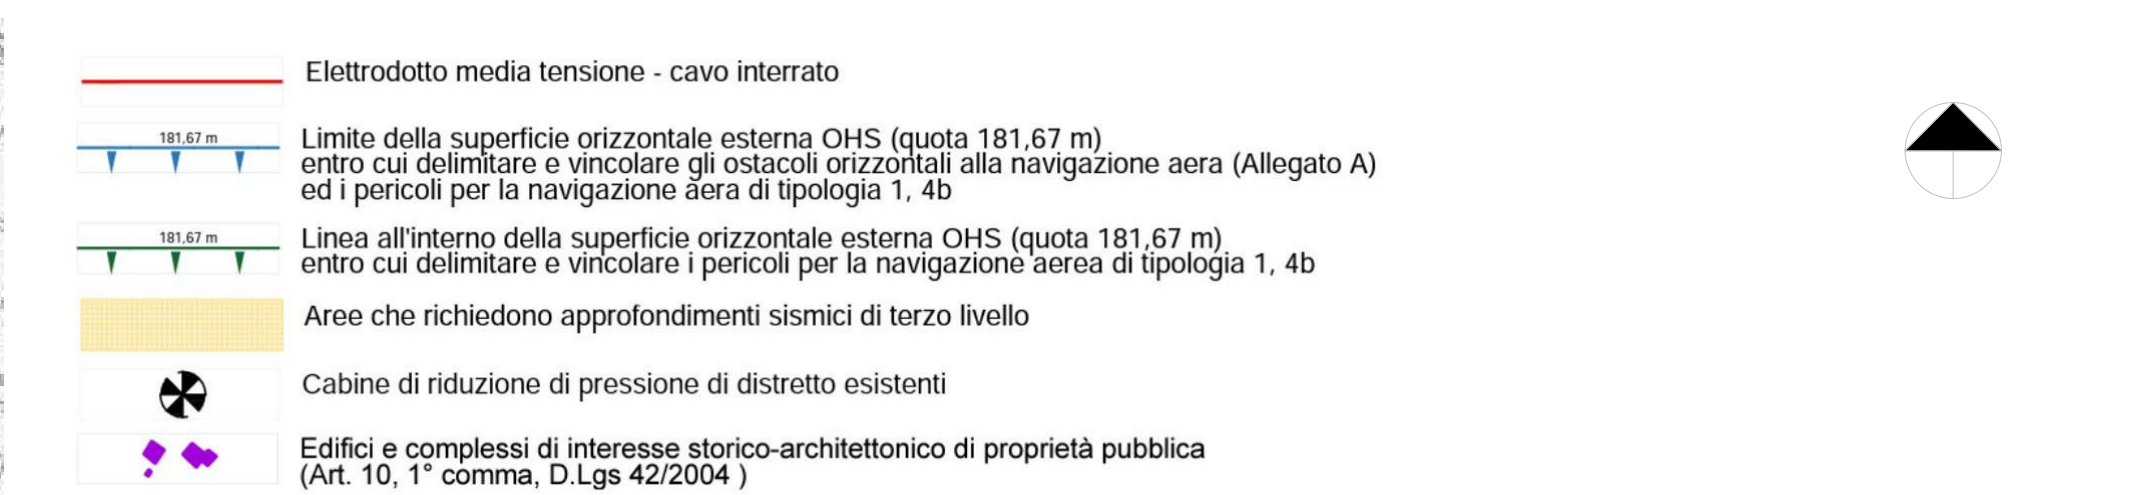 Elettrodotto media tensione - cavo interrato
181,67 m
Limite della superficie orizzontale esterna OHS (quota 181,67 m)
entro cui delimitare e vincolare gli ostacoli orizzontali alla navigazione aera (Allegato A)
ed i pericoli per la navigazione aera di tipologia 1, 4b
181,67 m
Linea all'interno della superficie orizzontale esterna OHS (quota 181,67 m)
entro cui delimitare e vincolare i pericoli per la navigazione aerea di tipologia 1, 4b
Aree che richiedono approfondimenti sismici di terzo livello
Cabine di riduzione di pressione di distretto esistenti
Edifici e complessi di interesse storico-architettonico di proprietà pubblica
(Art. 10, 1° comma, D.Lgs 42/2004 )